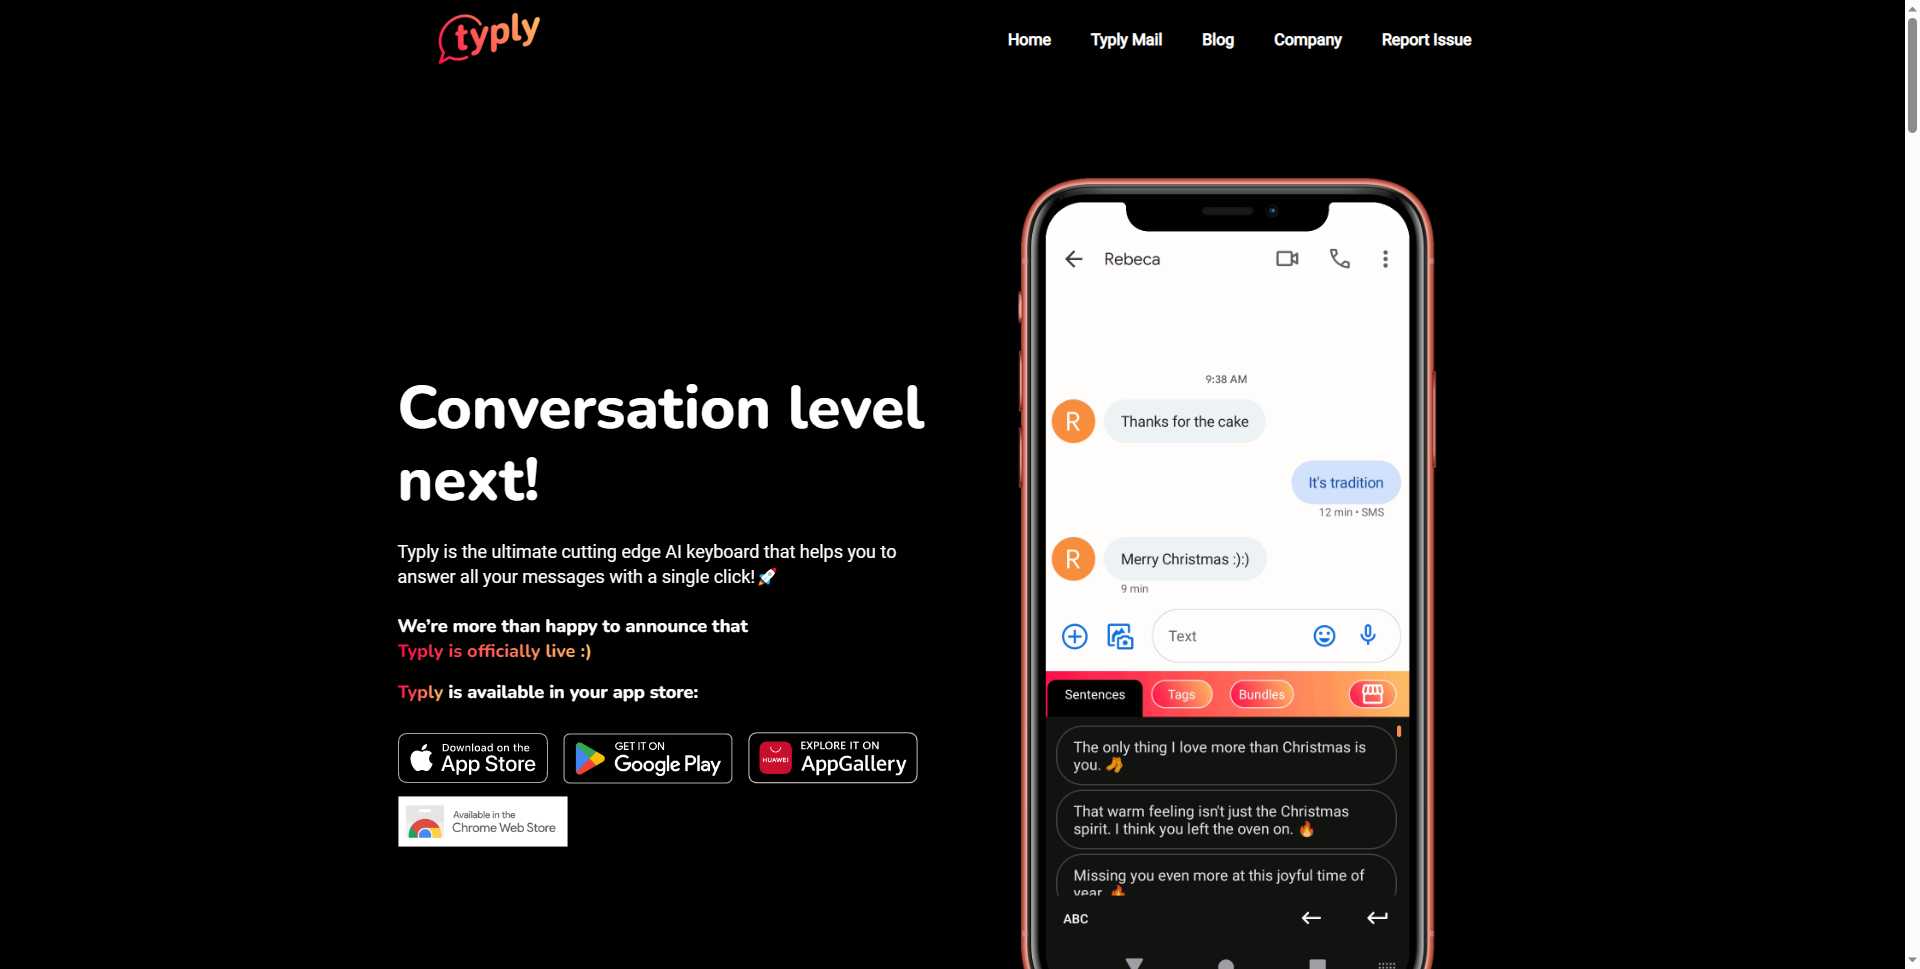 typly
Home
Typly Mail
Blog
Company
Report Issue
Conversation level
next!
Typly is the ultimate cutting edge AI keyboard that helps you to
answer all your messages with a single click!🚀
We’re more than happy to announce that
Typly is officially live :)
Typly is available in your app store:
Download on the
App Store
GET IT ON
Google Play
HUAWEI
EXPLORE IT ON
AppGallery
Available in the
Chrome Web Store
Rebeca
9:38 AM
R
Thanks for the cake
It's tradition
12 min • SMS
R
Merry Christmas :):)
9 min
Text
Sentences
Tags
Bundles
The only thing I love more than Christmas is
you. 🧦
That warm feeling isn't just the Christmas
spirit. I think you left the oven on. 🔥
Missing you even more at this joyful time of
year. 🔥
ABC